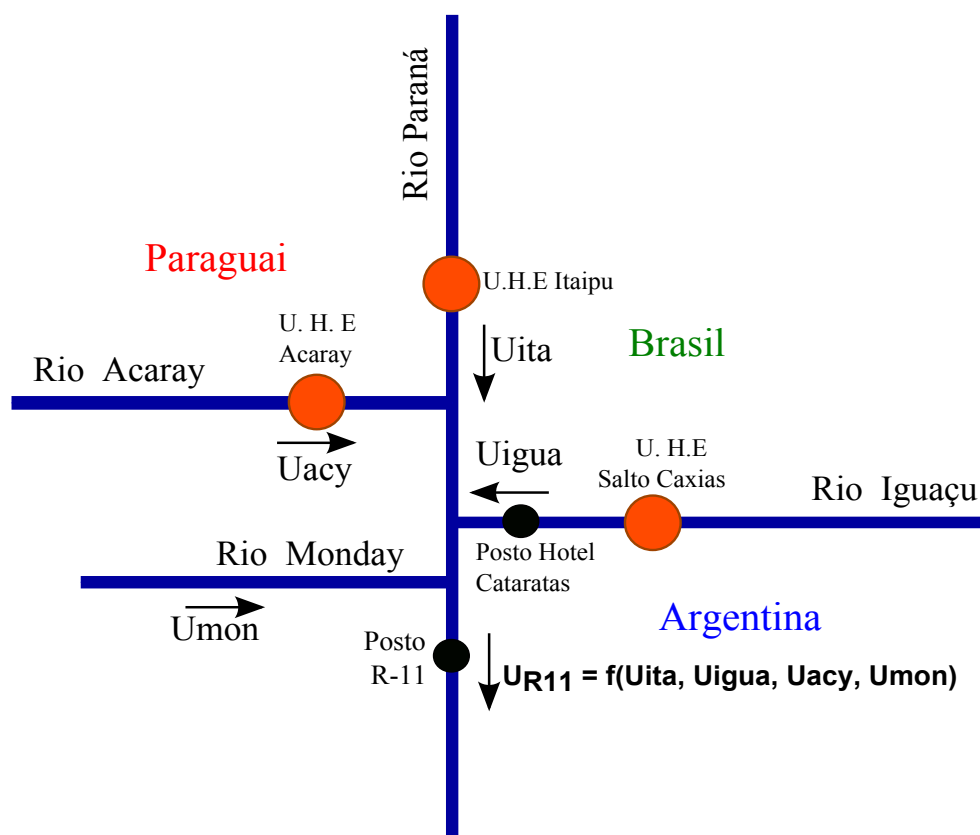 Rio Paraná
Paraguai
U.H.E Itaipu
U. H. E
Acaray
Uita
Brasil
Rio  Acaray
Uacy
Uigua
U. H.E
Salto Caxias
Rio  Iguaçu
Rio  Monday
Posto Hotel
Cataratas
Umon
Argentina
Posto
R-11
UR11 = f(Uita, Uigua, Uacy, Umon)